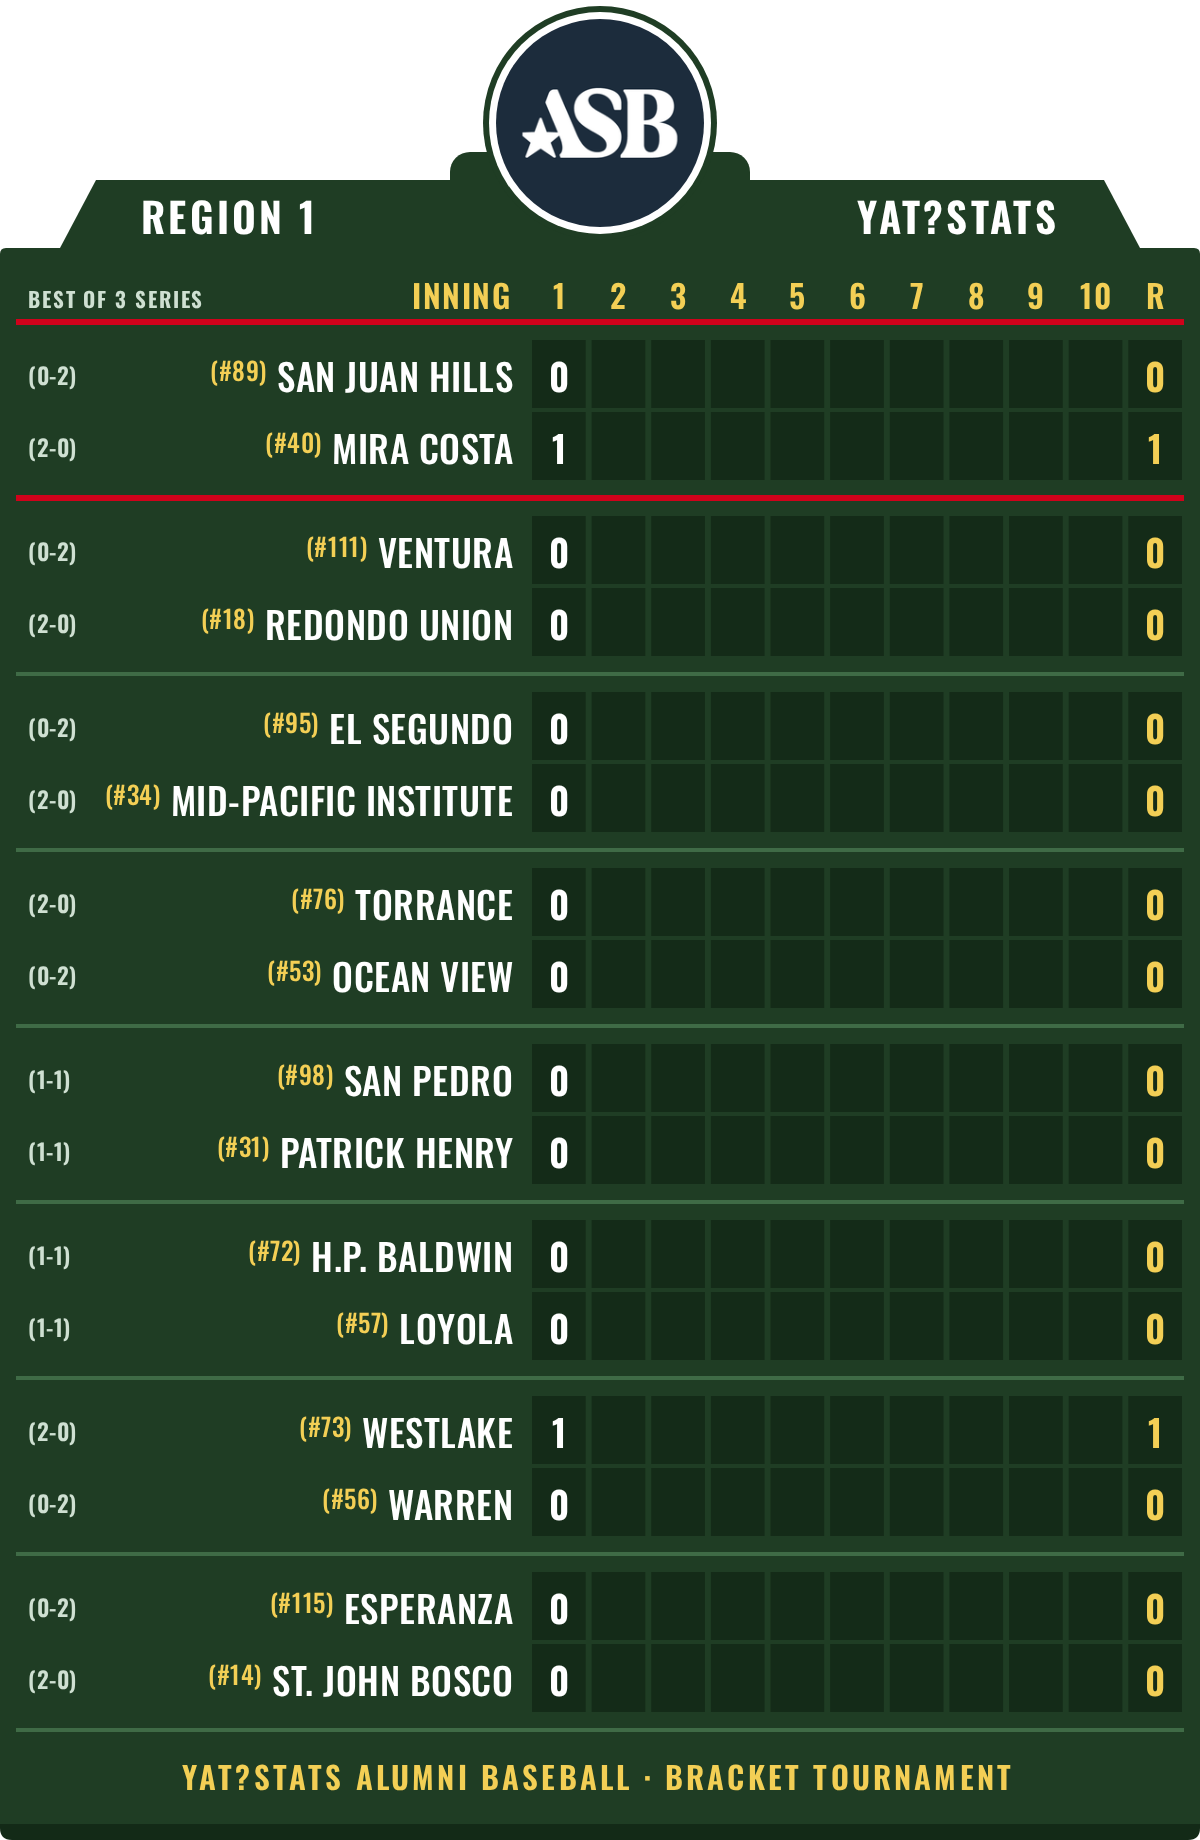 ASB
REGION 1 YAT?STATS
BEST OF 3 SERIES INNING 1 2 3 4 5 6 7 8 9 10 R
(0-2) (#89) SAN JUAN HILLS 0 0
(2-0) (#40) MIRA COSTA 1 1
(0-2) (#111) VENTURA 0 0
(2-0) (#18) REDONDO UNION 0 0
(0-2) (#95) EL SEGUNDO 0 0
(2-0) (#34) MID-PACIFIC INSTITUTE 0 0
(2-0) (#76) TORRANCE 0 0
(0-2) (#53) OCEAN VIEW 0 0
(1-1) (#98) SAN PEDRO 0 0
(1-1) (#31) PATRICK HENRY 0 0
(1-1) (#72) H.P. BALDWIN 0 0
(1-1) (#57) LOYOLA 0 0
(2-0) (#73) WESTLAKE 1 1
(0-2) (#56) WARREN 0 0
(0-2) (#115) ESPERANZA 0 0
(2-0) (#14) ST. JOHN BOSCO 0 0
YAT?STATS ALUMNI BASEBALL · BRACKET TOURNAMENT